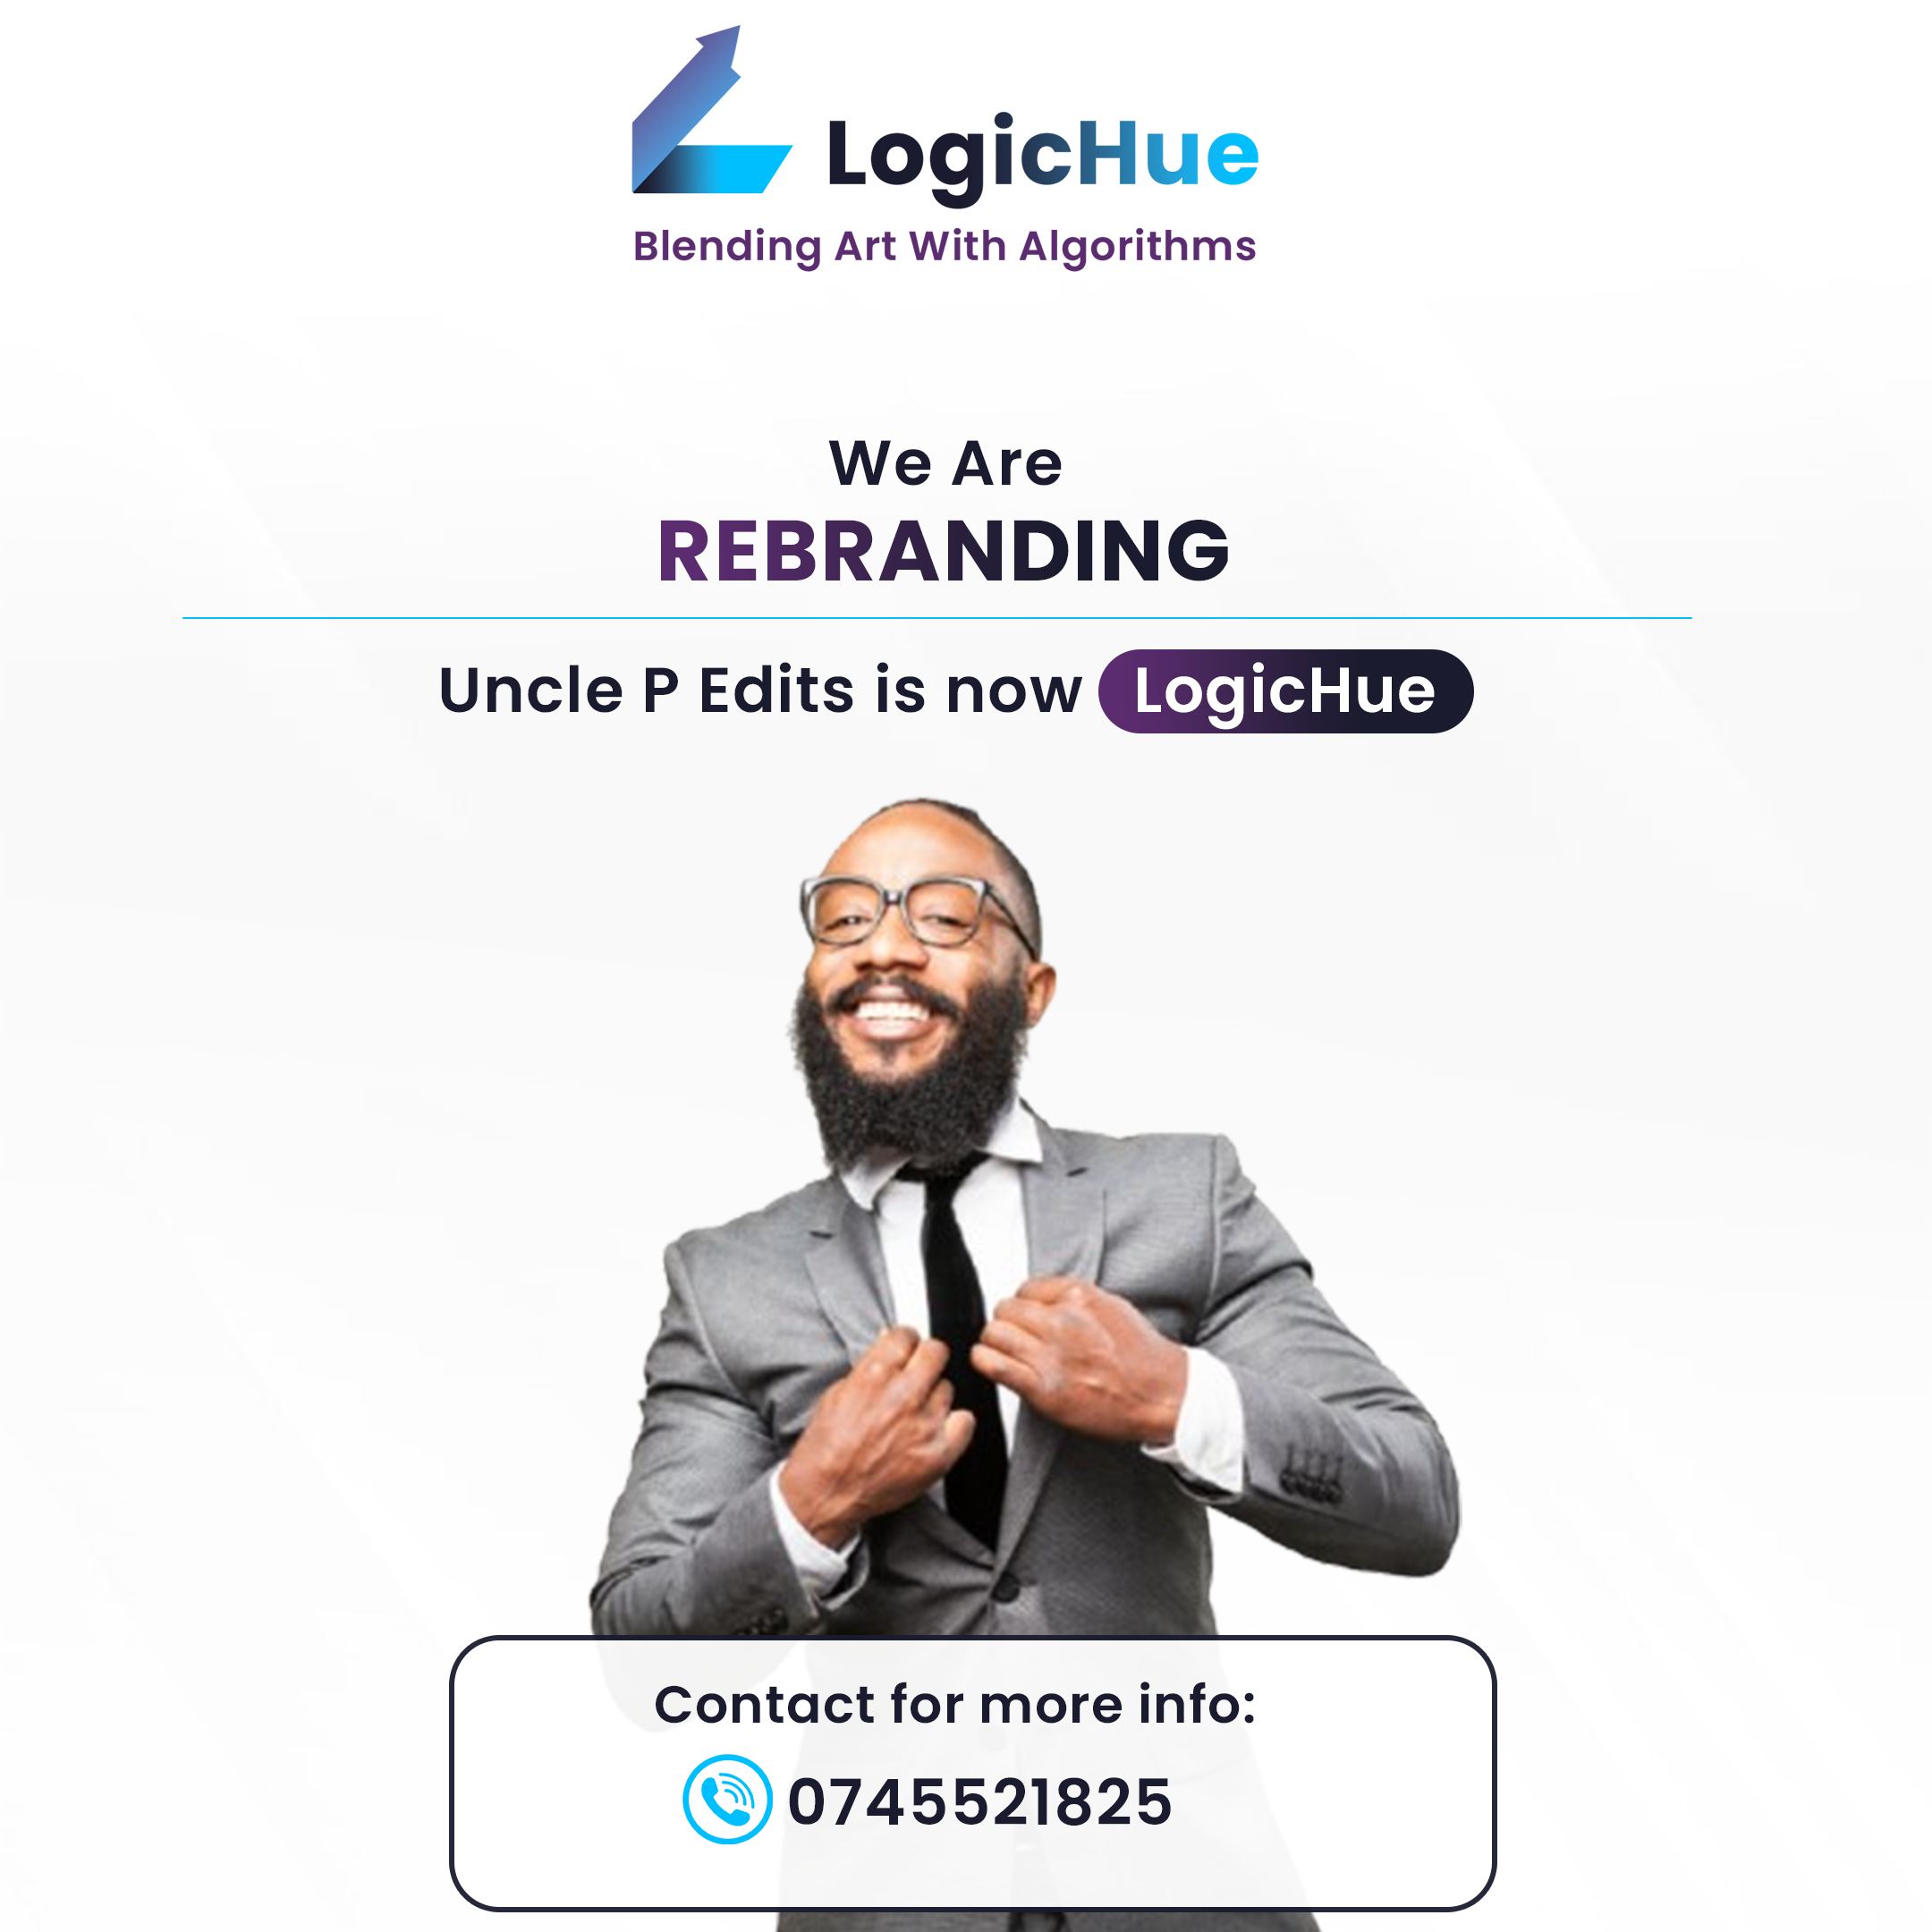 LogicHue
Blending Art With Algorithms
We Are
REBRANDING
Uncle P Edits is now LogicHue
Contact for more info:
0745521825